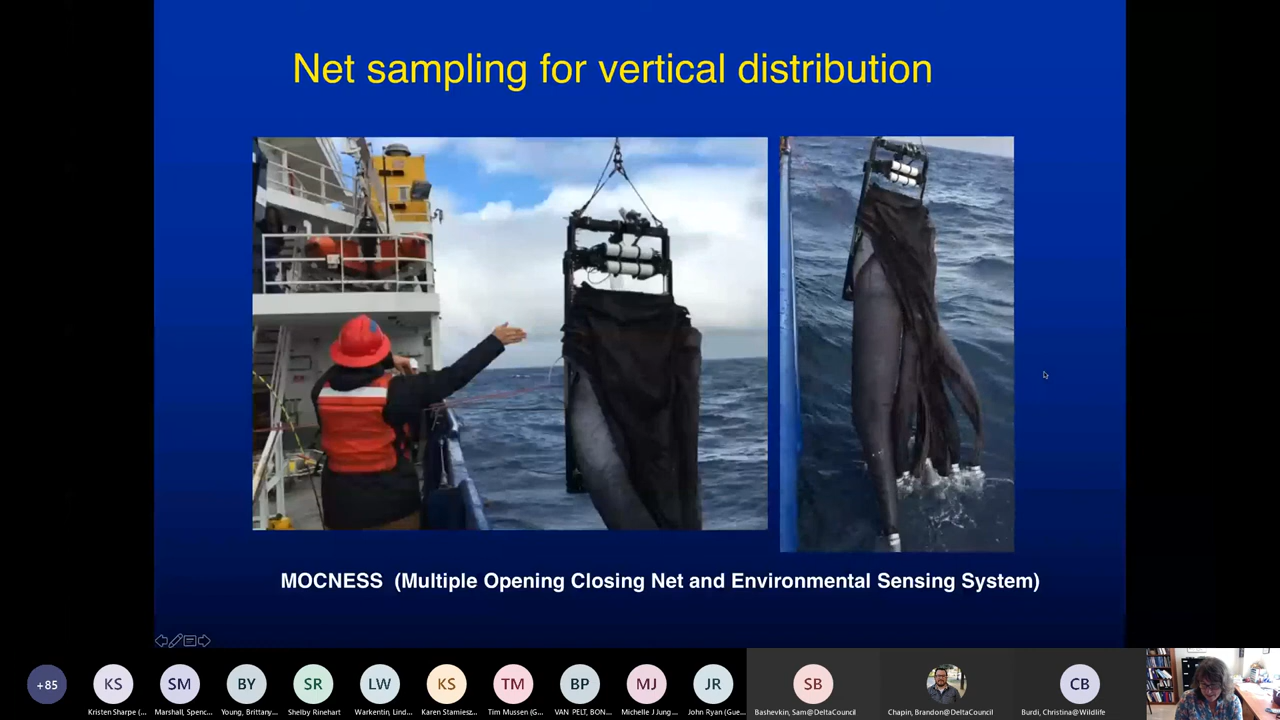 Net sampling for vertical distribution
MOCNESS (Multiple Opening Closing Net and Environmental Sensing System)
+85
KS
SM
BY
SR
LW
KS
TM
BP
MJ
JR
SB
CB
Kristen Sharpe (...
Marshall, Spenc...
Young, Brittany...
Shelby Rinehart
Warkentin, Lind...
Karen Stamiesz...
Tim Mussen (G...
VAN PELT, BON...
Michelle J Jung...
John Ryan (Gue...
Bashevkin, Sam@DeltaCouncil
Chapin, Brandon@DeltaCouncil
Burdi, Christina@Wildlife